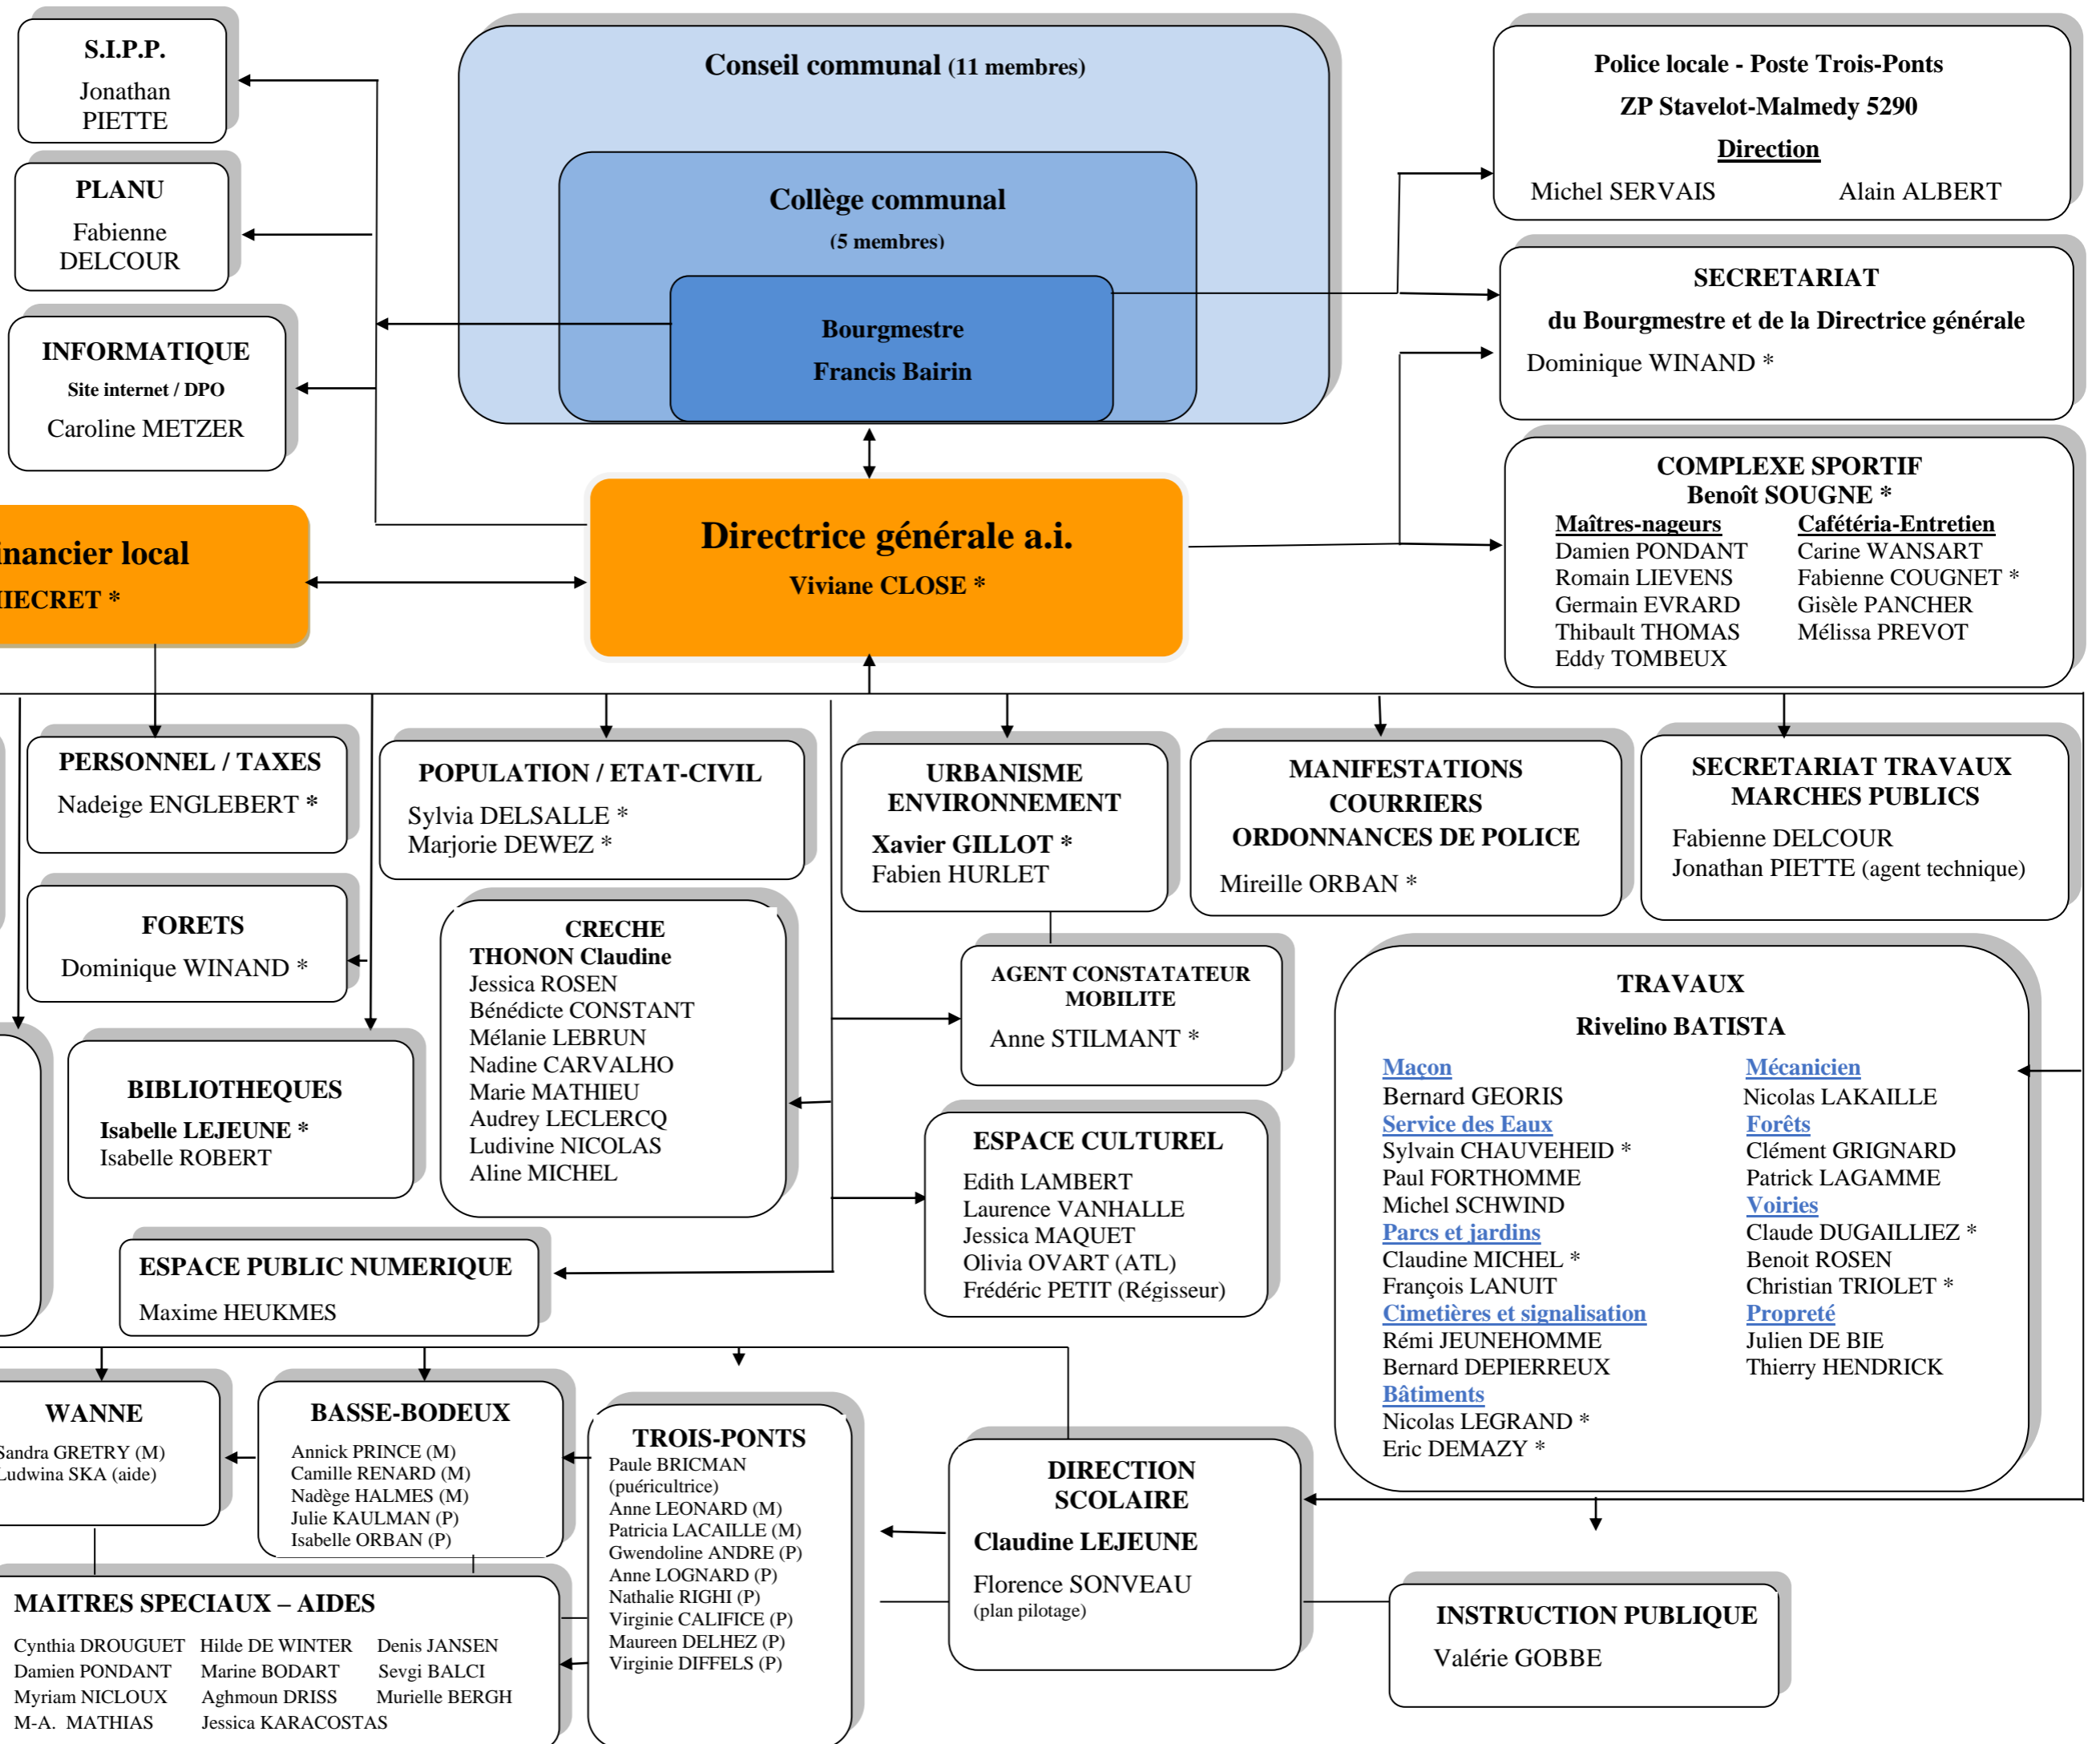 S.I.P.P.
Jonathan
PIETTE
PLANU
Fabienne
DELCOUR
INFORMATIQUE
Site internet / DPO
Caroline METZER
Conseil communal (11 membres)
Collège communal
(5 membres)
Bourgmestre
Francis Bairin
Police locale - Poste Trois-Ponts
ZP Stavelot-Malmedy 5290
Direction
Michel SERVAIS Alain ALBERT
SECRETARIAT
du Bourgmestre et de la Directrice générale
Dominique WINAND *
COMPLEXE SPORTIF
Benoît SOUGNE *
Maîtres-nageurs
Damien PONDANT
Romain LIEVENS
Germain EVRARD
Thibault THOMAS
Eddy TOMBEUX
Cafétéria-Entretien
Carine WANSART
Fabienne COUGNET *
Gisèle PANCHER
Mélissa PREVOT
local
*
Directrice générale a.i.
Viviane CLOSE *
PERSONNEL / TAXES
Nadeige ENGLEBERT *
POPULATION / ETAT-CIVIL
Sylvia DELSALLE *
Marjorie DEWEZ *
URBANISME
ENVIRONNEMENT
Xavier GILLOT *
Fabien HURLET
MANIFESTATIONS
COURRIERS
ORDONNANCES DE POLICE
Mireille ORBAN *
SECRETARIAT TRAVAUX
MARCHES PUBLICS
Fabienne DELCOUR
Jonathan PIETTE (agent technique)
FORETS
Dominique WINAND *
CRECHE
THONON Claudine
Jessica ROSEN
Bénédicte CONSTANT
Mélanie LEBRUN
Nadine CARVALHO
Marie MATHIEU
Audrey LECLERCQ
Ludivine NICOLAS
Aline MICHEL
AGENT CONSTATATEUR
MOBILITE
Anne STILMANT *
BIBLIOTHEQUES
Isabelle LEJEUNE *
Isabelle ROBERT
ESPACE CULTUREL
Edith LAMBERT
Laurence VANHALLE
Jessica MAQUET
Olivia OVART (ATL)
Frédéric PETIT (Régisseur)
ESPACE PUBLIC NUMERIQUE
Maxime HEUKMES
TRAVAUX
Rivelino BATISTA
Maçon
Bernard GEORIS
Service des Eaux
Sylvain CHAUVEHEID *
Paul FORTHOMME
Michel SCHWIND
Parcs et jardins
Claudine MICHEL *
François LANUIT
Cimetières et signalisation
Rémi JEUNEHOMME
Bernard DEPIERREUX
Bâtiments
Nicolas LEGRAND *
Eric DEMAZY *
Mécanicien
Nicolas LAKAILLE
Forêts
Clément GRIGNARD
Patrick LAGAMME
Voiries
Claude DUGAILLIEZ *
Benoit ROSEN
Christian TRIOLET *
Propreté
Julien DE BIE
Thierry HENDRICK
WANNE
Sandra GRETRY (M)
Ludwina SKA (aide)
BASSE-BODEUX
Annick PRINCE (M)
Camille RENARD (M)
Nadège HALMES (M)
Julie KAULMAN (P)
Isabelle ORBAN (P)
TROIS-PONTS
Paule BRICMAN
(puéricultrice)
Anne LEONARD (M)
Patricia LACAILLE (M)
Gwendoline ANDRE (P)
Anne LOGNARD (P)
Nathalie RIGHI (P)
Virginie CALIFICE (P)
Maureen DELHEZ (P)
Virginie DIFFELS (P)
DIRECTION
SCOLAIRE
Claudine LEJEUNE
Florence SONVEAU
(plan pilotage)
INSTRUCTION PUBLIQUE
Valérie GOBBE
MAITRES SPECIAUX – AIDES
Cynthia DROUGUET Hilde DE WINTER Denis JANSEN
Damien PONDANT Marine BODART Sevgi BALCI
Myriam NICLOUX Aghmoun DRISS Murielle BERGH
M-A. MATHIAS Jessica KARACOSTAS